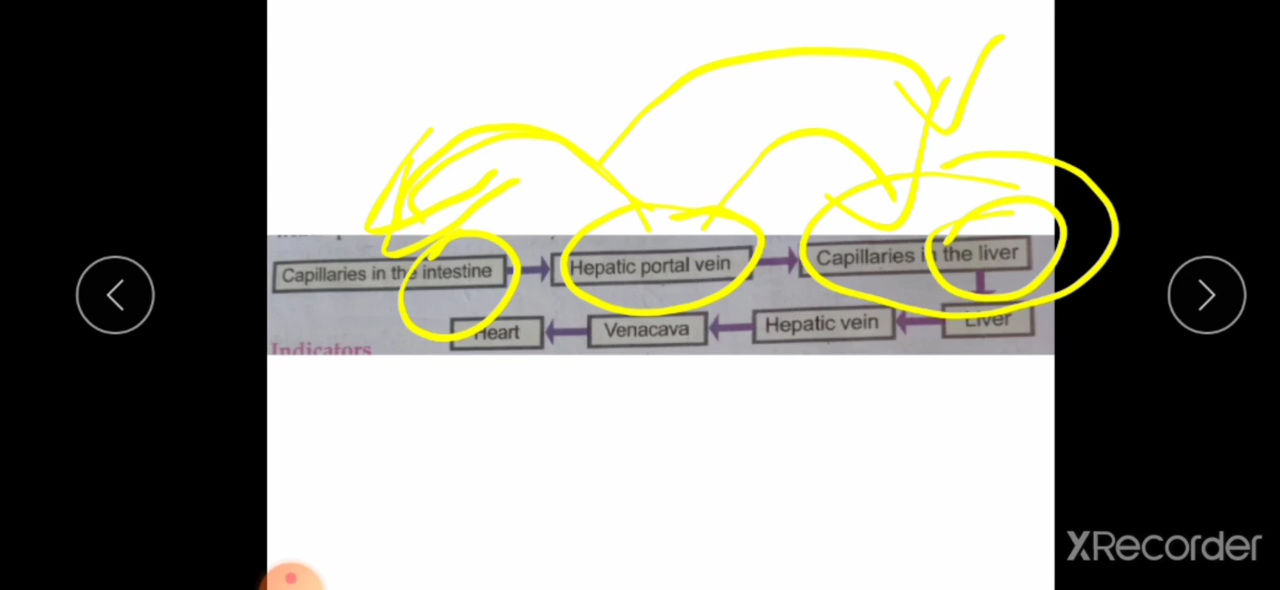 Capillaries in the intestine
Hepatic portal vein
Capillaries in the liver
Liver
Hepatic vein
Venacava
Heart
Indicators
XRecorder